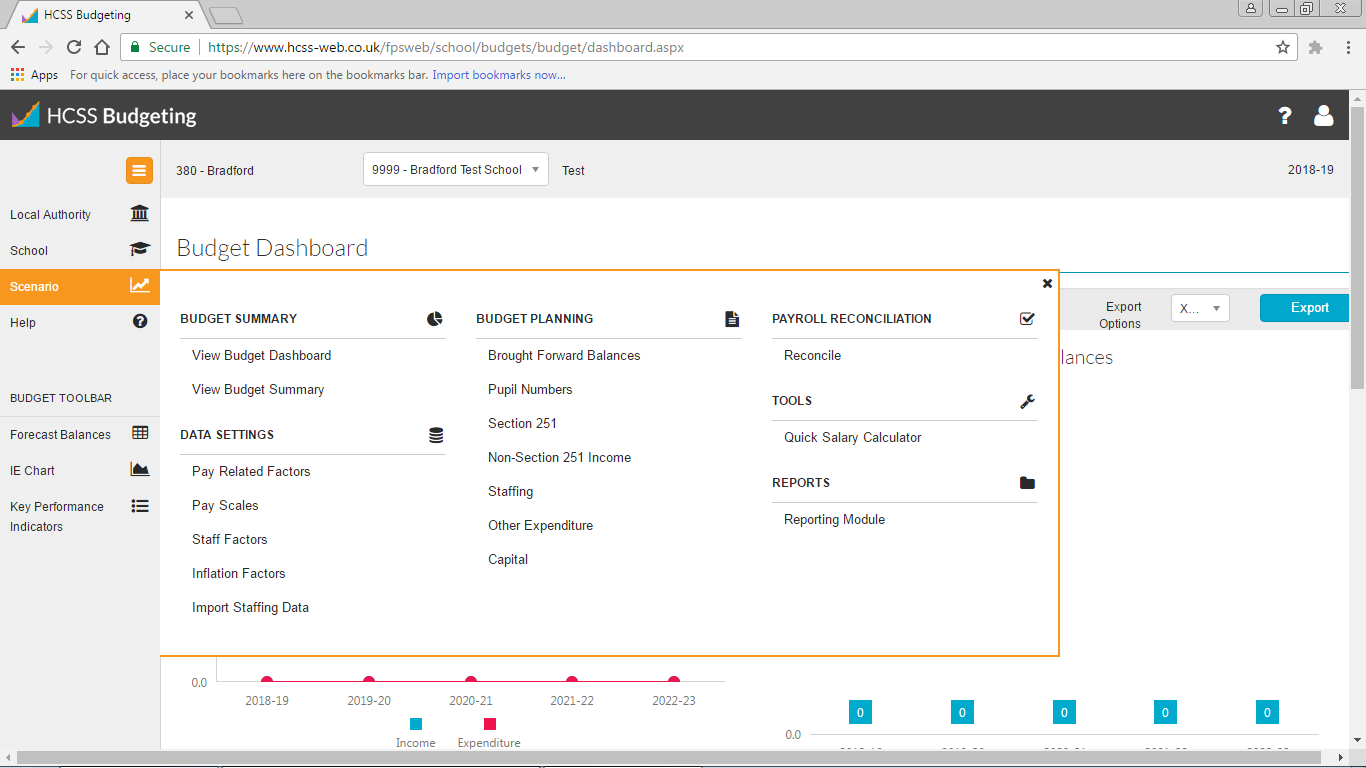 HCSS Budgeting
Secure
https://www.hcss-web.co.uk/fpsweb/school/budgets/budget/dashboard.aspx
Apps
For quick access, place your bookmarks here on the bookmarks bar. Import bookmarks now...
HCSS Budgeting
380 - Bradford
9999 - Bradford Test School
Test
2018-19
Local Authority
School
Scenario
Help
BUDGET TOOLBAR
Forecast Balances
IE Chart
Key Performance
Indicators
Budget Dashboard
BUDGET SUMMARY
View Budget Dashboard
View Budget Summary
DATA SETTINGS
Pay Related Factors
Pay Scales
Staff Factors
Inflation Factors
Import Staffing Data
BUDGET PLANNING
Brought Forward Balances
Pupil Numbers
Section 251
Non-Section 251 Income
Staffing
Other Expenditure
Capital
PAYROLL RECONCILIATION
Reconcile
TOOLS
Quick Salary Calculator
REPORTS
Reporting Module
Export
Options
X...
Export
lances
0.0
2018-19 2019-20 2020-21 2021-22 2022-23
Income Expenditure
0 0 0 0 0
0.0